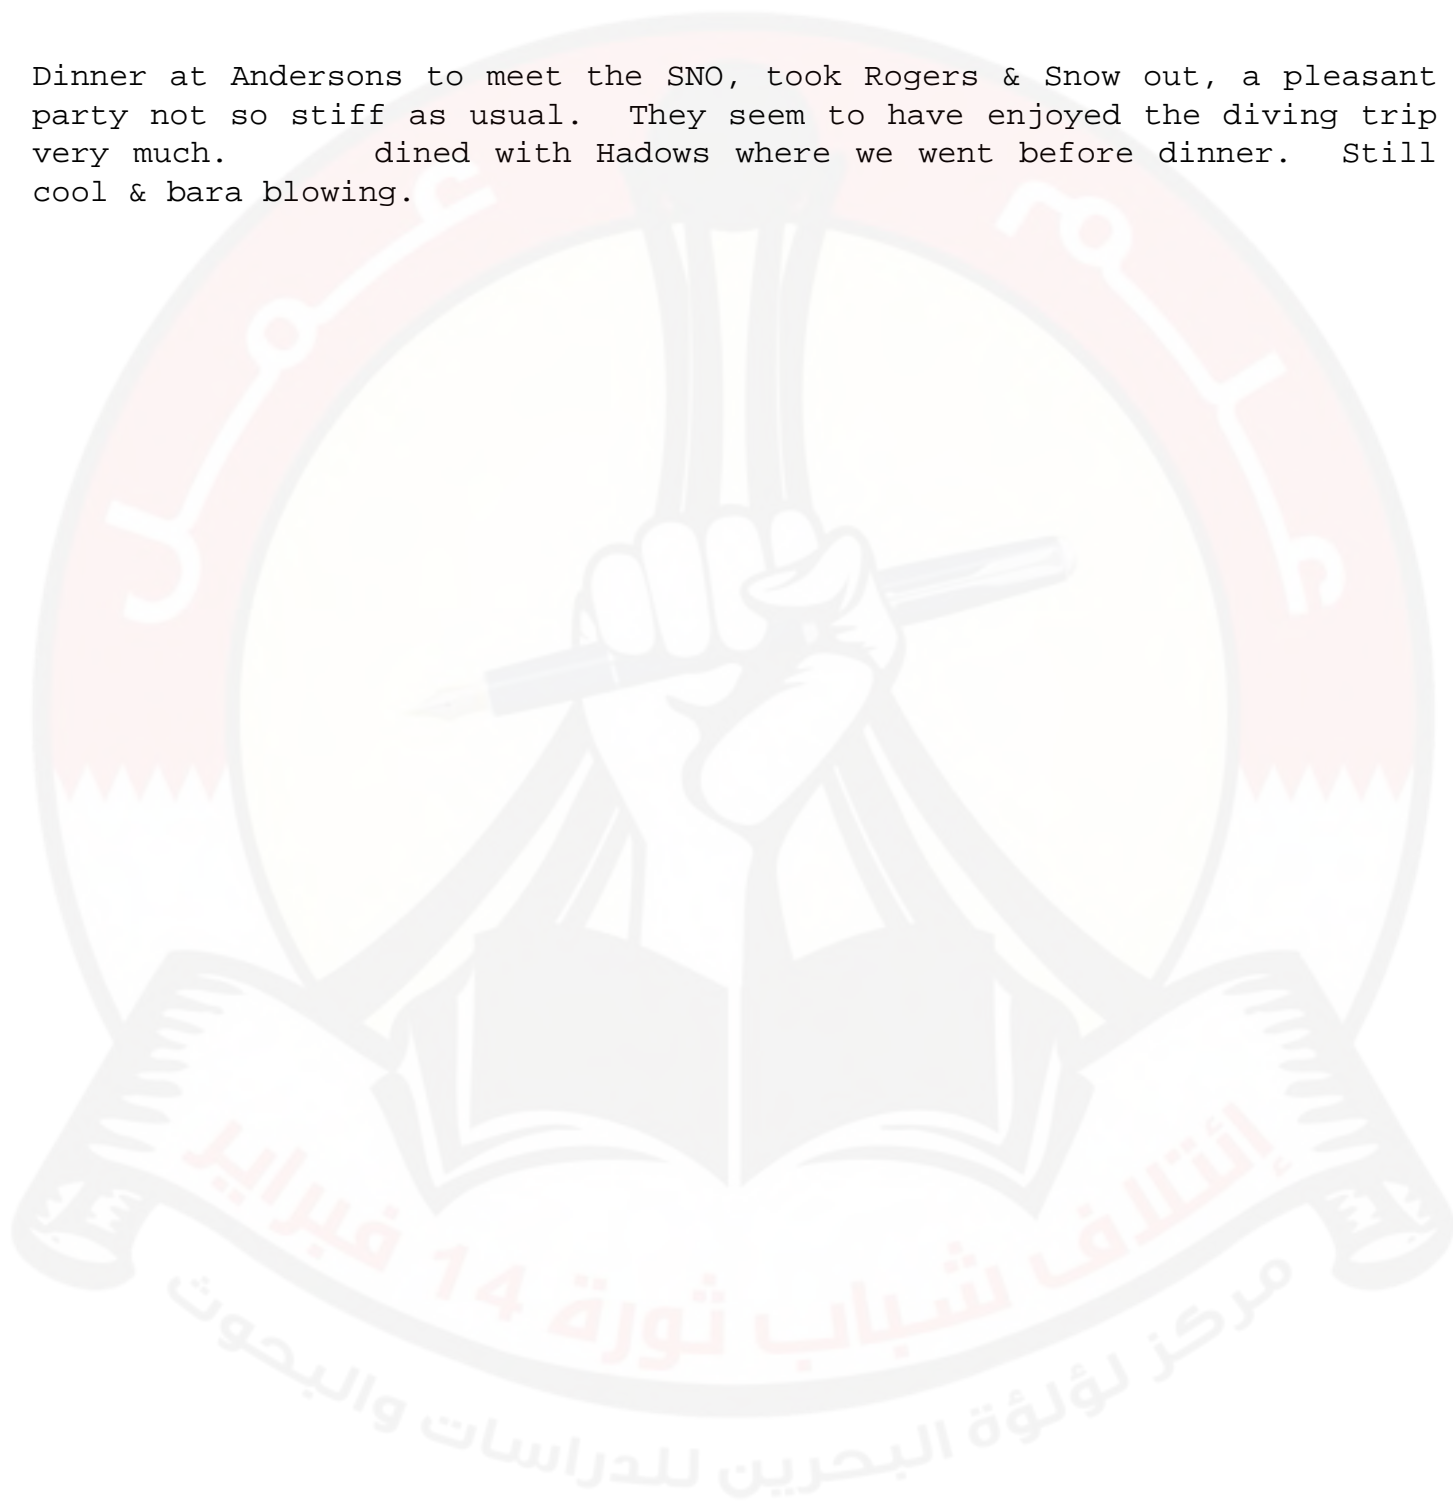 Dinner at Andersons to meet the SNO, took Rogers & Snow out, a pleasant
party not so stiff as usual.  They seem to have enjoyed the diving trip
very much.       dined with Hadows where we went before dinner.  Still
cool & bara blowing.
علم
عمل
إئتلاف شباب ثورة 14 فبراير
مركز لؤلؤة البحرين للدراسات والبحوث